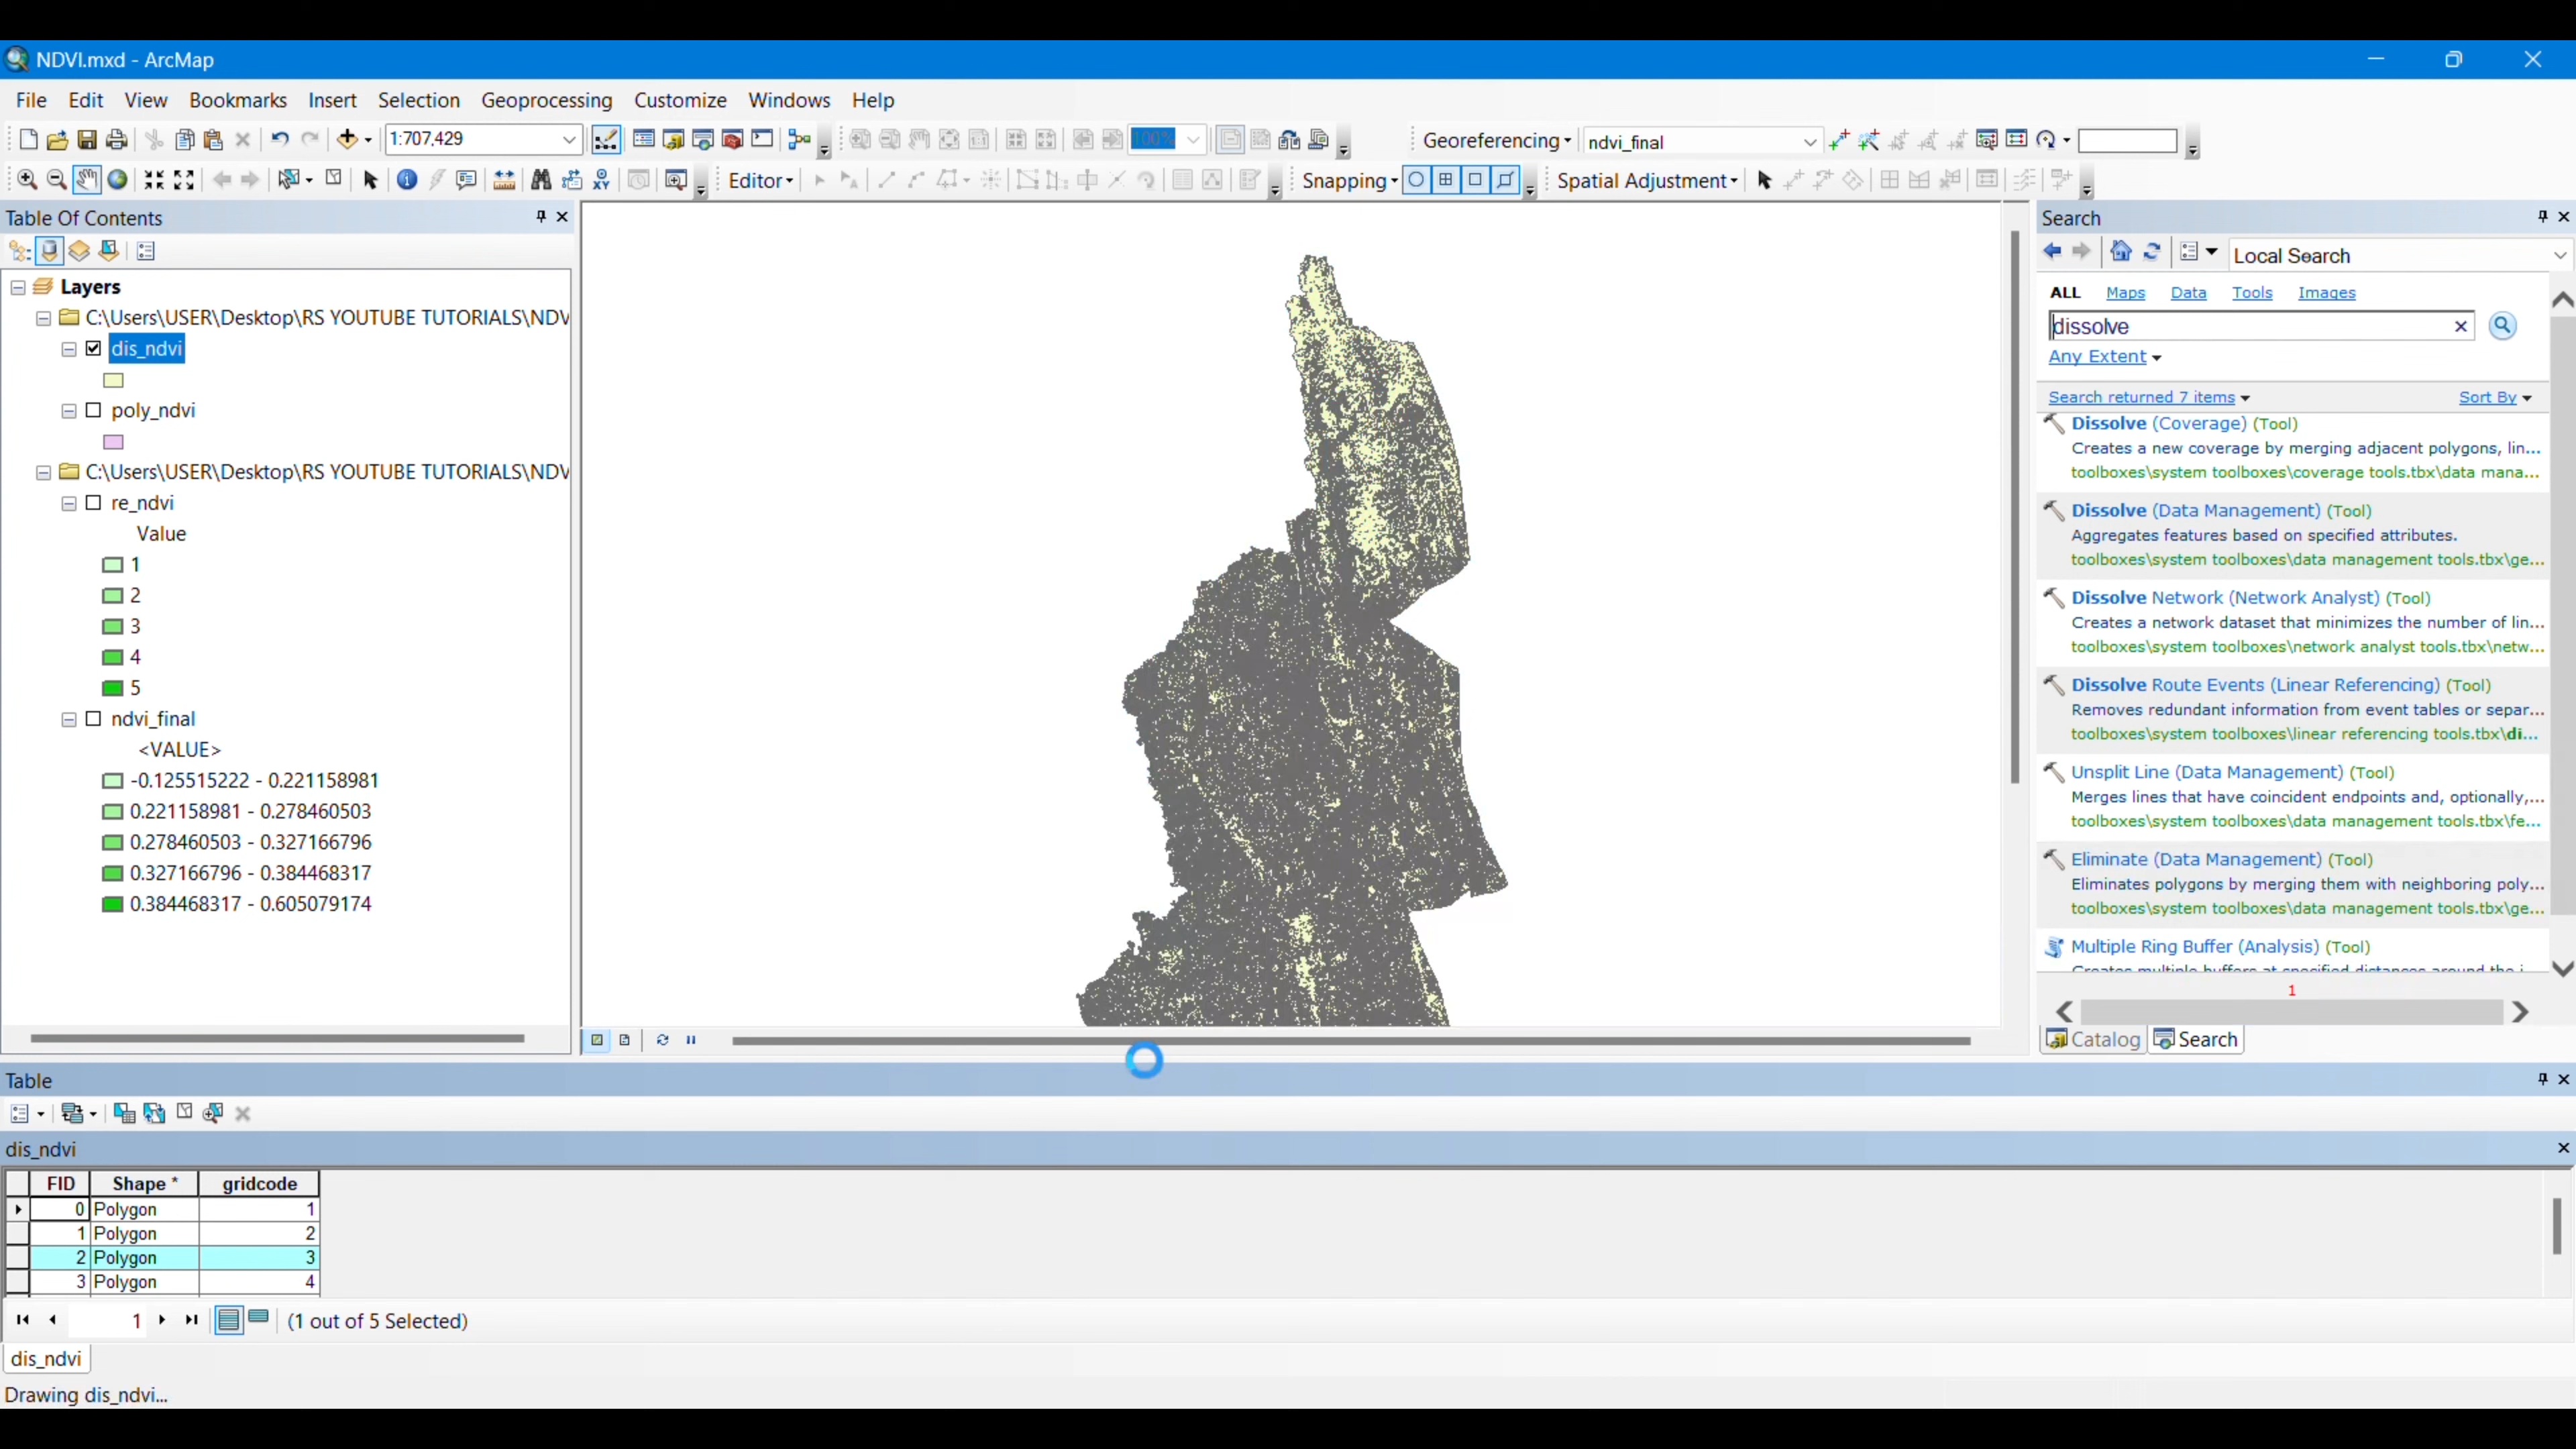 NDVI.mxd - ArcMap
File Edit View Bookmarks Insert Selection Geoprocessing Customize Windows Help
1:707,429 100% Georeferencing ndvi_final
Editor Snapping Spatial Adjustment
Table Of Contents
Layers
C:\Users\USER\Desktop\RS YOUTUBE TUTORIALS\NDV
dis_ndvi
poly_ndvi
C:\Users\USER\Desktop\RS YOUTUBE TUTORIALS\NDV
re_ndvi
Value
1
2
3
4
5
ndvi_final
<VALUE>
-0.125515222 - 0.221158981
0.221158981 - 0.278460503
0.278460503 - 0.327166796
0.327166796 - 0.384468317
0.384468317 - 0.605079174
Search
Local Search
ALL Maps Data Tools Images
dissolve
Any Extent
Search returned 7 items Sort By
Dissolve (Coverage) (Tool)
Creates a new coverage by merging adjacent polygons, lin...
toolboxes\system toolboxes\coverage tools.tbx\data mana...
Dissolve (Data Management) (Tool)
Aggregates features based on specified attributes.
toolboxes\system toolboxes\data management tools.tbx\ge...
Dissolve Network (Network Analyst) (Tool)
Creates a network dataset that minimizes the number of lin...
toolboxes\system toolboxes\network analyst tools.tbx\netw...
Dissolve Route Events (Linear Referencing) (Tool)
Removes redundant information from event tables or separ...
toolboxes\system toolboxes\linear referencing tools.tbx\di...
Unsplit Line (Data Management) (Tool)
Merges lines that have coincident endpoints and, optionally,...
toolboxes\system toolboxes\data management tools.tbx\fe...
Eliminate (Data Management) (Tool)
Eliminates polygons by merging them with neighboring poly...
toolboxes\system toolboxes\data management tools.tbx\ge...
Multiple Ring Buffer (Analysis) (Tool)
Creates multiple buffers at specified distances around the i...
1
Catalog Search
Table
dis_ndvi
FID Shape * gridcode
0 Polygon 1
1 Polygon 2
2 Polygon 3
3 Polygon 4
1 (1 out of 5 Selected)
dis_ndvi
Drawing dis_ndvi...